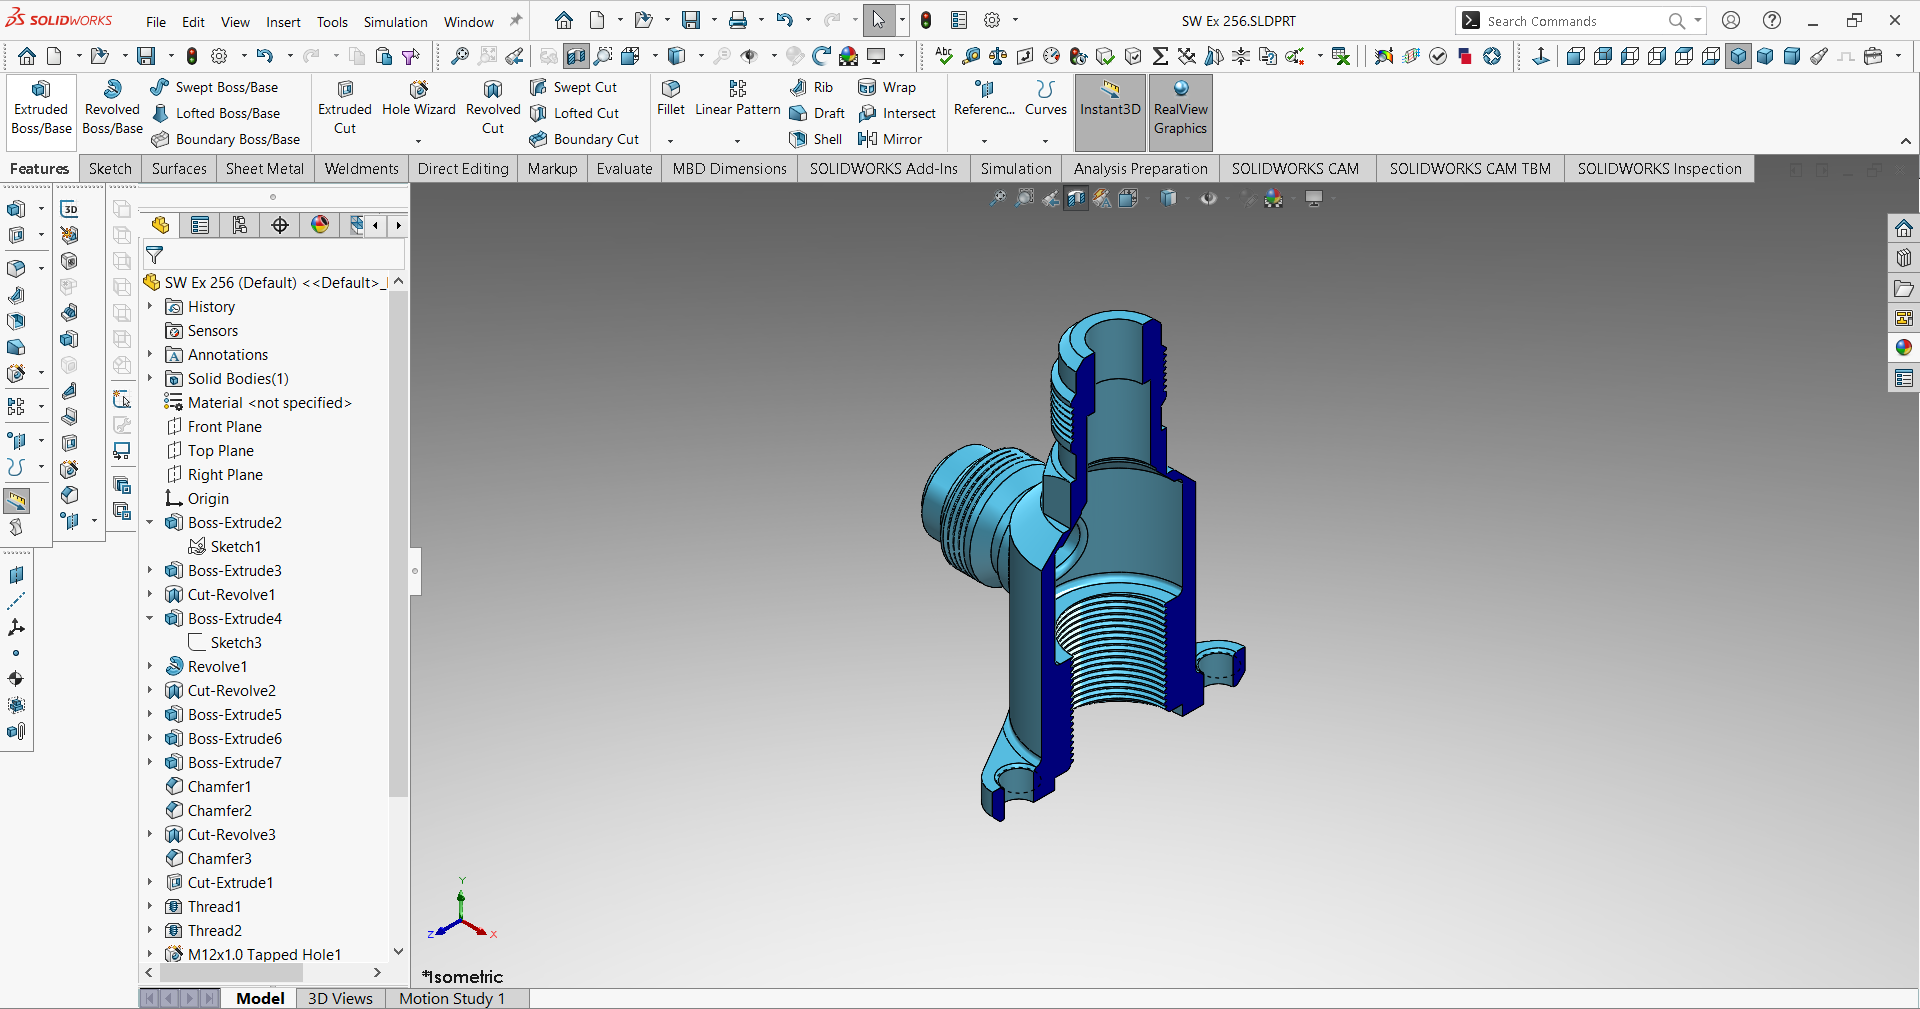 SOLIDWORKS File Edit View Insert Tools Simulation Window SW Ex 256.SLDPRT Search Commands
Extruded Boss/Base
Revolved Boss/Base
Swept Boss/Base
Lofted Boss/Base
Boundary Boss/Base
Extruded Cut
Hole Wizard
Revolved Cut
Swept Cut
Lofted Cut
Boundary Cut
Fillet
Linear Pattern
Rib
Draft
Shell
Wrap
Intersect
Mirror
Referenc...
Curves
Instant3D
RealView Graphics
Features Sketch Surfaces Sheet Metal Weldments Direct Editing Markup Evaluate MBD Dimensions SOLIDWORKS Add-Ins Simulation Analysis Preparation SOLIDWORKS CAM SOLIDWORKS CAM TBM SOLIDWORKS Inspection
SW Ex 256 (Default) <<Default>_
History
Sensors
Annotations
Solid Bodies(1)
Material <not specified>
Front Plane
Top Plane
Right Plane
Origin
Boss-Extrude2
Sketch1
Boss-Extrude3
Cut-Revolve1
Boss-Extrude4
Sketch3
Revolve1
Cut-Revolve2
Boss-Extrude5
Boss-Extrude6
Boss-Extrude7
Chamfer1
Chamfer2
Cut-Revolve3
Chamfer3
Cut-Extrude1
Thread1
Thread2
M12x1.0 Tapped Hole1
Y
Z X
*Isometric
Model 3D Views Motion Study 1